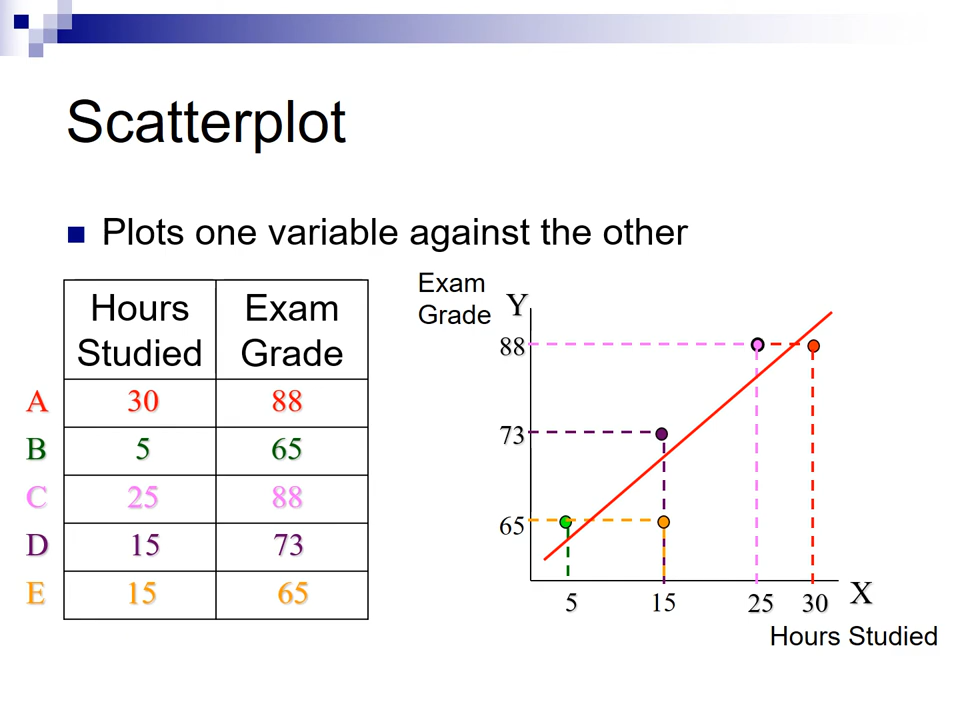 Scatterplot
Plots one variable against the other
Hours Studied
Exam Grade
A 30 88
B 5 65
C 25 88
D 15 73
E 15 65
Exam
Grade
Y
88
73
65
5 15 25 30 X
Hours Studied